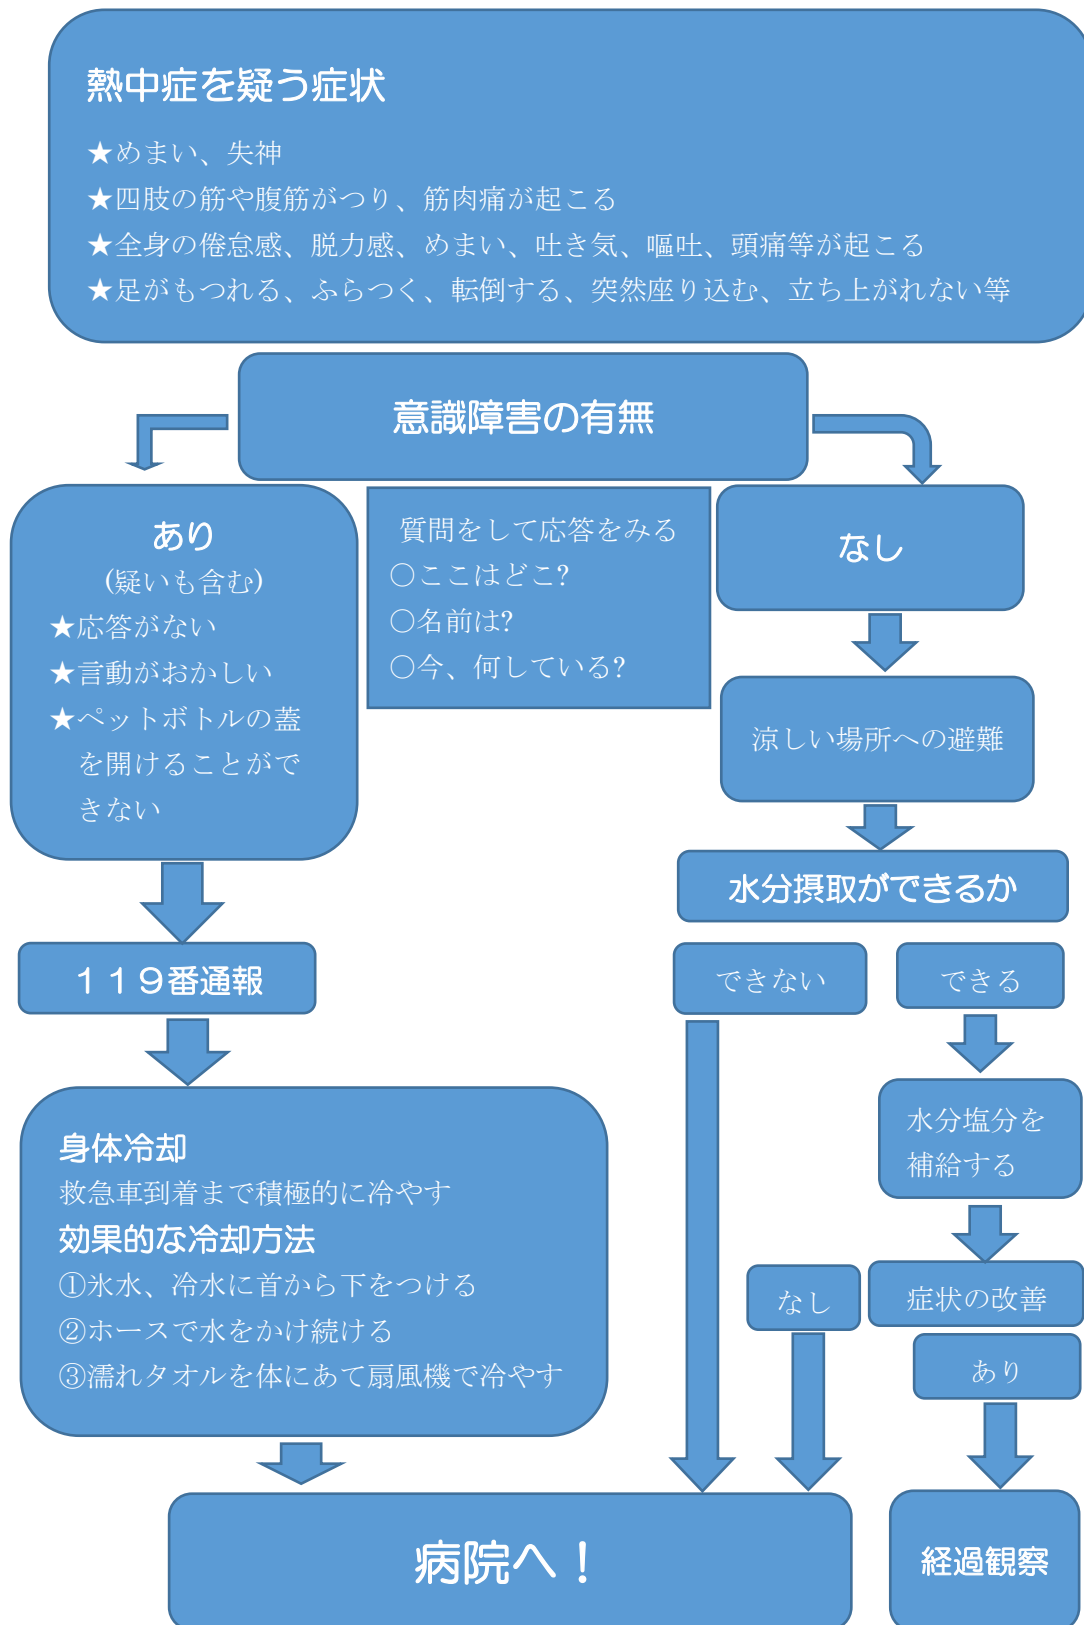 熱中症を疑う症状
★めまい、失神
★四肢の筋や腹筋がつり、筋肉痛が起こる
★全身の倦怠感、脱力感、めまい、吐き気、嘔吐、頭痛等が起こる
★足がもつれる、ふらつく、転倒する、突然座り込む、立ち上がれない等
意識障害の有無
あり
(疑いも含む)
★応答がない
★言動がおかしい
★ペットボトルの蓋
を開けることがで
きない
質問をして応答をみる
〇ここはどこ?
〇名前は?
〇今、何している?
なし
涼しい場所への避難
水分摂取ができるか
できない
できる
１１９番通報
身体冷却
救急車到着まで積極的に冷やす
効果的な冷却方法
①氷水、冷水に首から下をつける
②ホースで水をかけ続ける
③濡れタオルを体にあて扇風機で冷やす
水分塩分を
補給する
症状の改善
なし
あり
病院へ！
経過観察